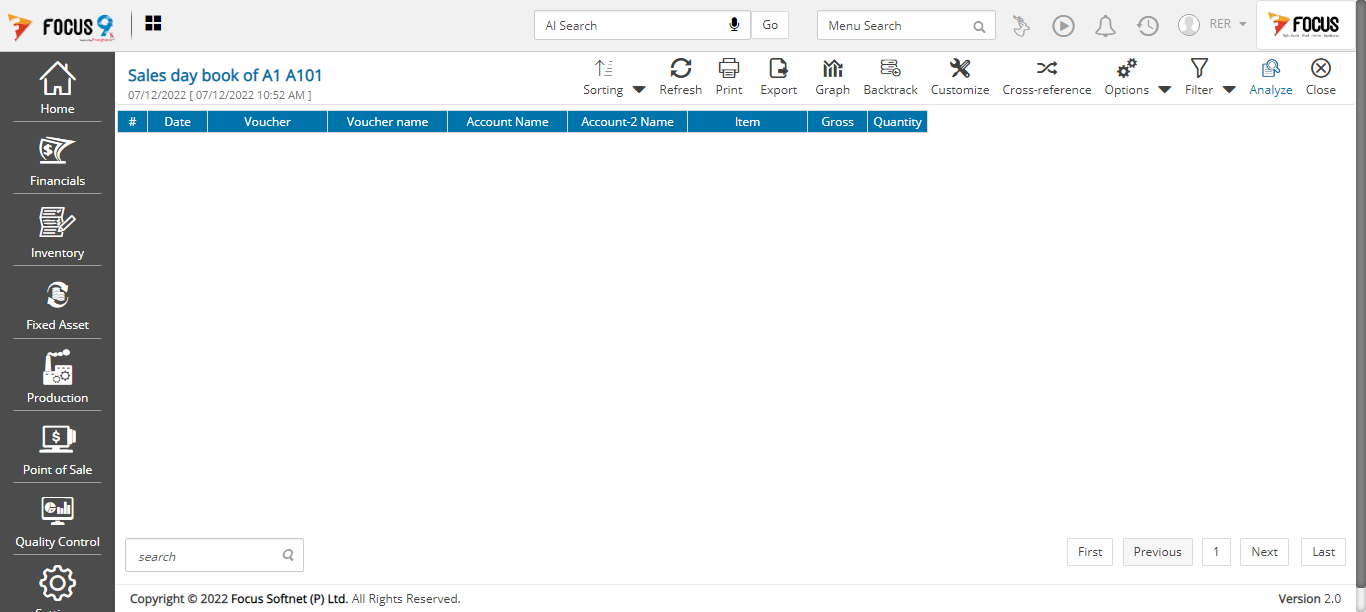 FOCUS 9
AI Search
Go
Menu Search
RER
FOCUS
Sales day book of A1 A101
07/12/2022 [ 07/12/2022 10:52 AM ]
Sorting Refresh Print Export Graph Backtrack Customize Cross-reference Options Filter Analyze Close
# Date Voucher Voucher name Account Name Account-2 Name Item Gross Quantity
Home
Financials
Inventory
Fixed Asset
Production
Point of Sale
Quality Control
search
First Previous 1 Next Last
Copyright © 2022 Focus Softnet (P) Ltd. All Rights Reserved.
Version 2.0